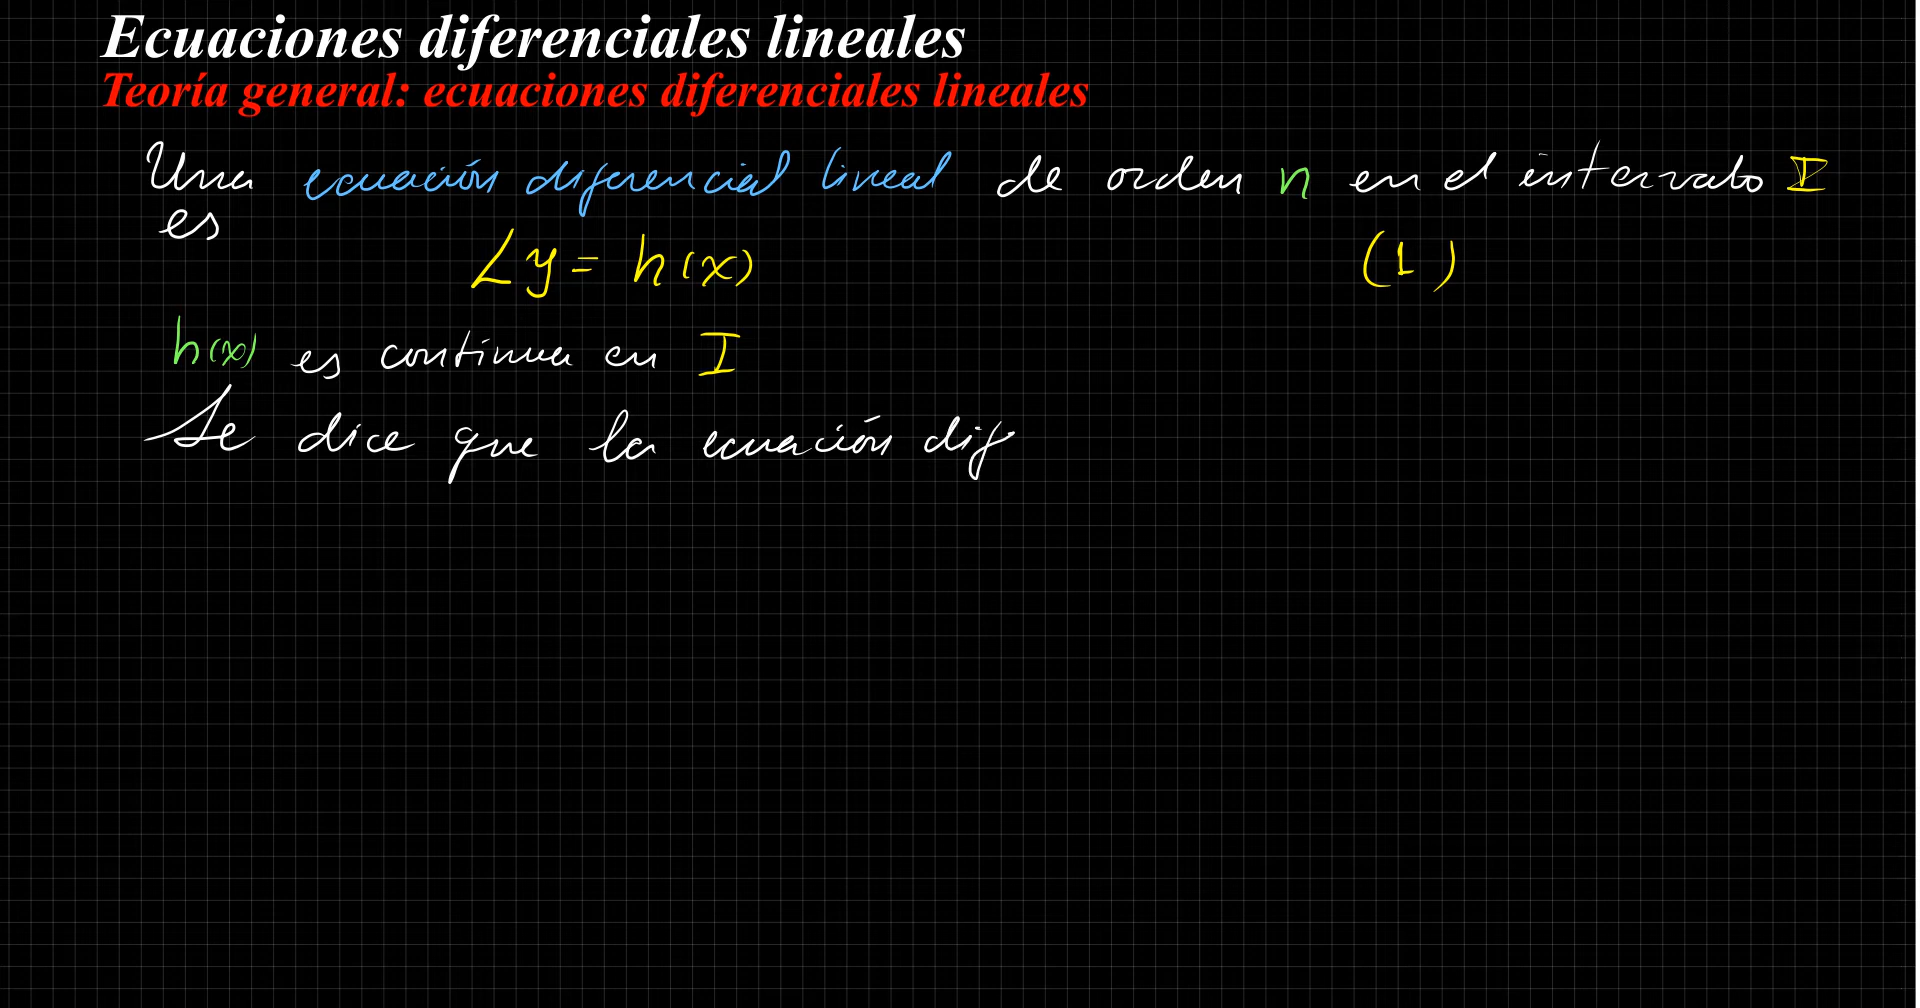 Ecuaciones diferenciales lineales
Teoría general: ecuaciones diferenciales lineales
Una ecuación diferencial lineal de orden n en el intervalo I
es
Ly = h(x) (1)
h(x) es continua en I
Se dice que la ecuación dif